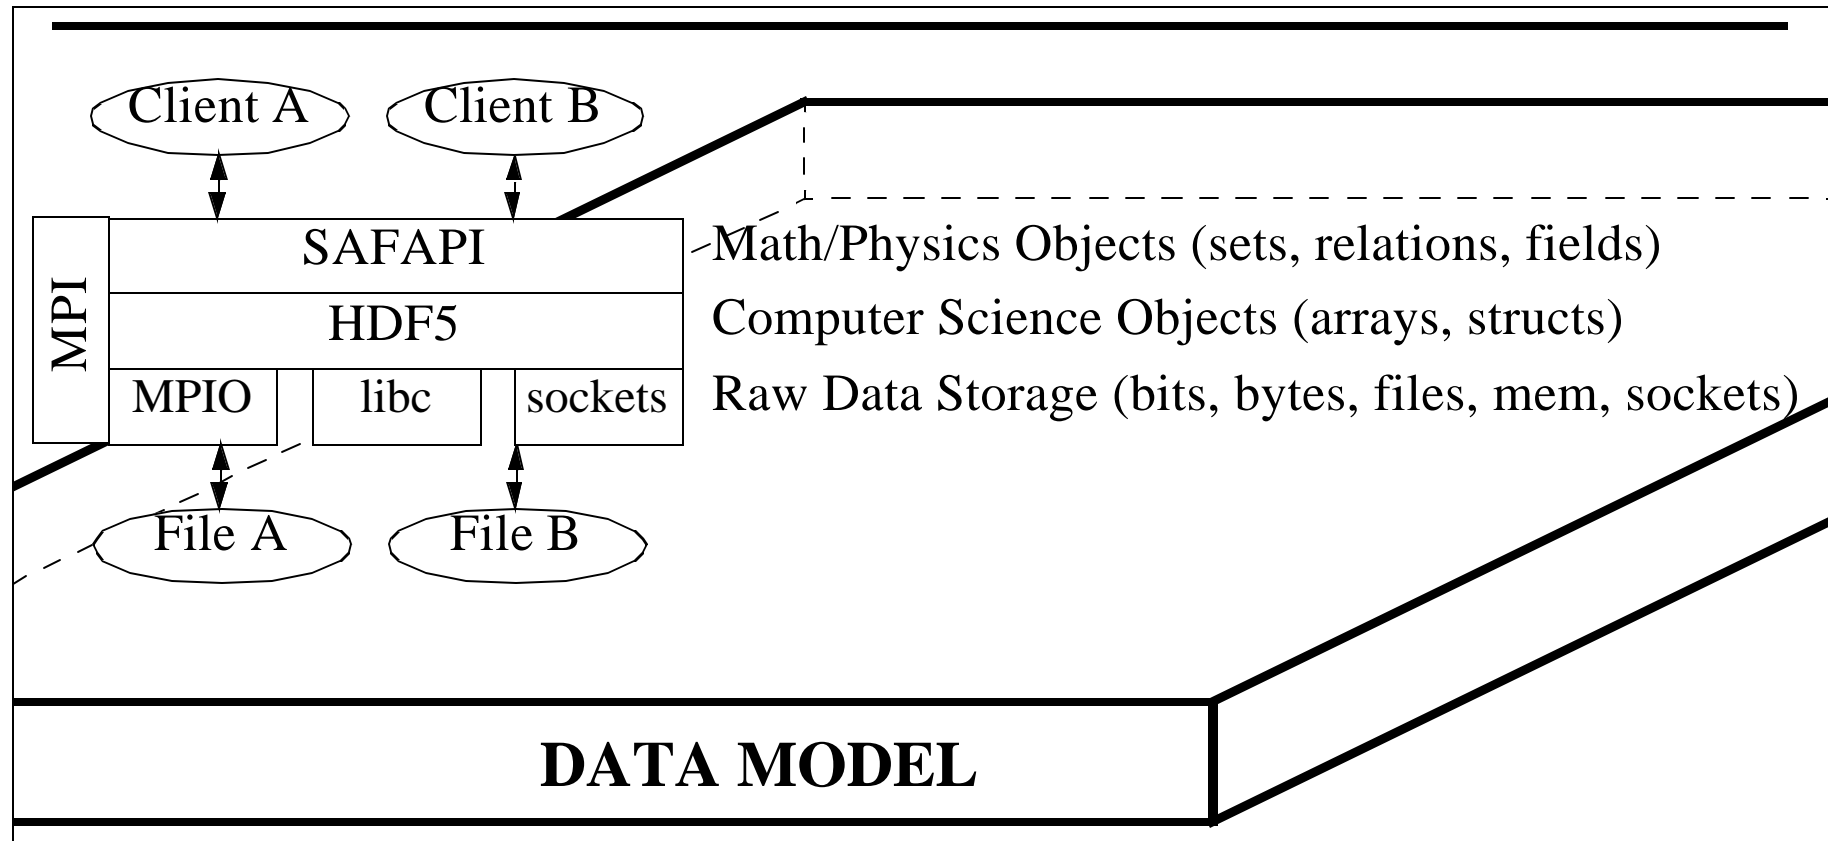 Client A
Client B
MPI
SAFAPI
Math/Physics Objects (sets, relations, fields)
HDF5
Computer Science Objects (arrays, structs)
MPIO
libc
sockets
Raw Data Storage (bits, bytes, files, mem, sockets)
File A
File B
DATA MODEL